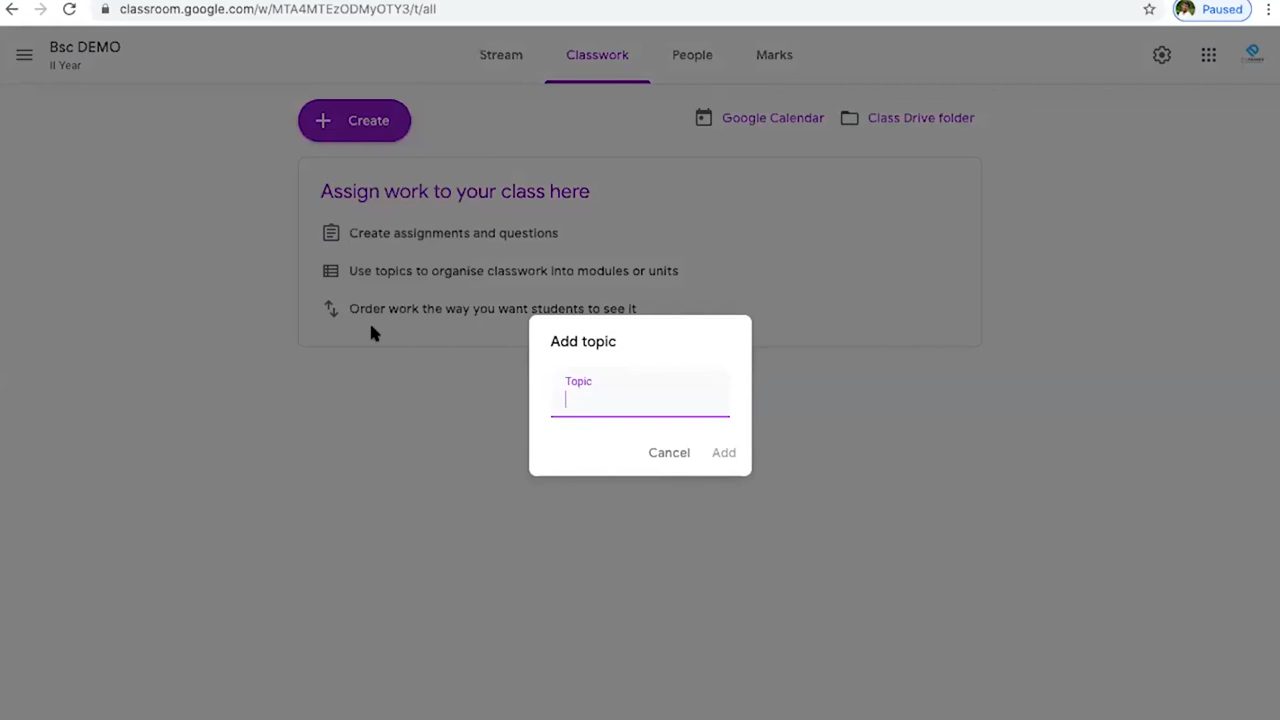 classroom.google.com/w/MTA4MTEzODMyOTY3/t/all
Paused
Bsc DEMO
II Year
Stream
Classwork
People
Marks
Create
Google Calendar
Class Drive folder
Assign work to your class here
Create assignments and questions
Use topics to organise classwork into modules or units
Order work the way you want students to see it
Add topic
Topic
Cancel
Add